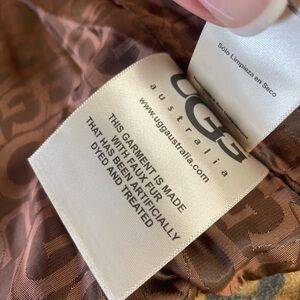 Solo Limpieza en Seco
UGG
australia
www.uggaustralia.com
THIS GARMENT IS MADE
WITH FAUX FUR
THAT HAS BEEN ARTIFICIALLY
DYED AND TREATED